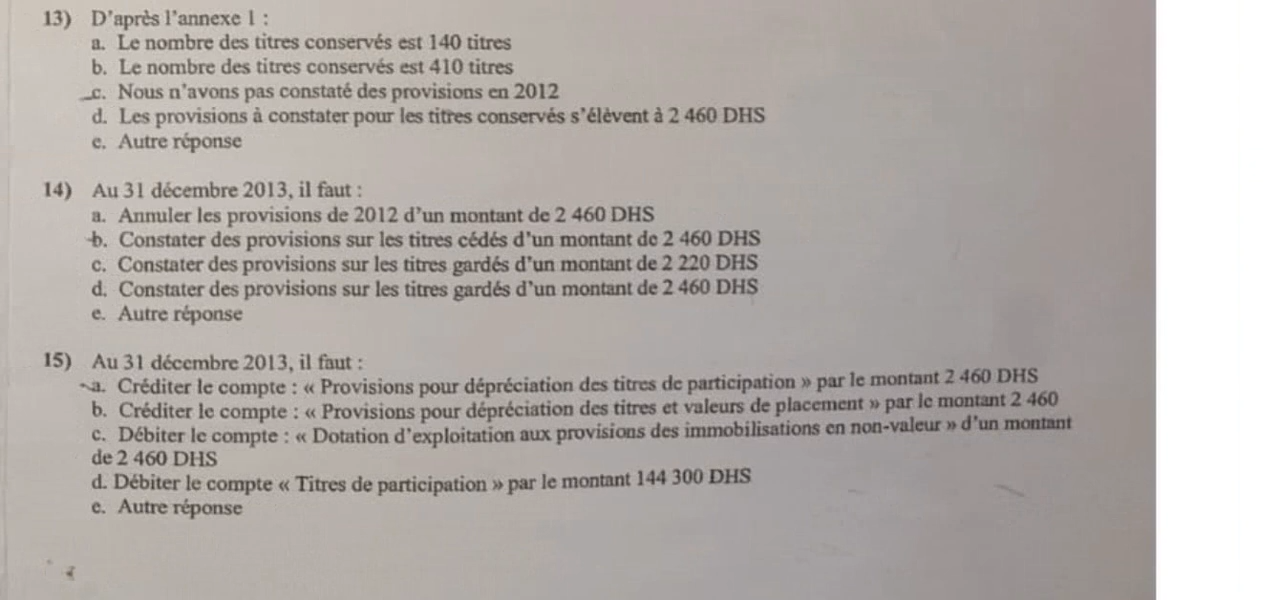 13) D'après l'annexe 1 :
a. Le nombre des titres conservés est 140 titres
b. Le nombre des titres conservés est 410 titres
c. Nous n'avons pas constaté des provisions en 2012
d. Les provisions à constater pour les titres conservés s'élèvent à 2 460 DHS
e. Autre réponse
14) Au 31 décembre 2013, il faut :
a. Annuler les provisions de 2012 d'un montant de 2 460 DHS
b. Constater des provisions sur les titres cédés d'un montant de 2 460 DHS
c. Constater des provisions sur les titres gardés d'un montant de 2 220 DHS
d. Constater des provisions sur les titres gardés d'un montant de 2 460 DHS
e. Autre réponse
15) Au 31 décembre 2013, il faut :
a. Créditer le compte : « Provisions pour dépréciation des titres de participation » par le montant 2 460 DHS
b. Créditer le compte : « Provisions pour dépréciation des titres et valeurs de placement » par le montant 2 460
c. Débiter le compte : « Dotation d'exploitation aux provisions des immobilisations en non-valeur » d'un montant
de 2 460 DHS
d. Débiter le compte « Titres de participation » par le montant 144 300 DHS
e. Autre réponse